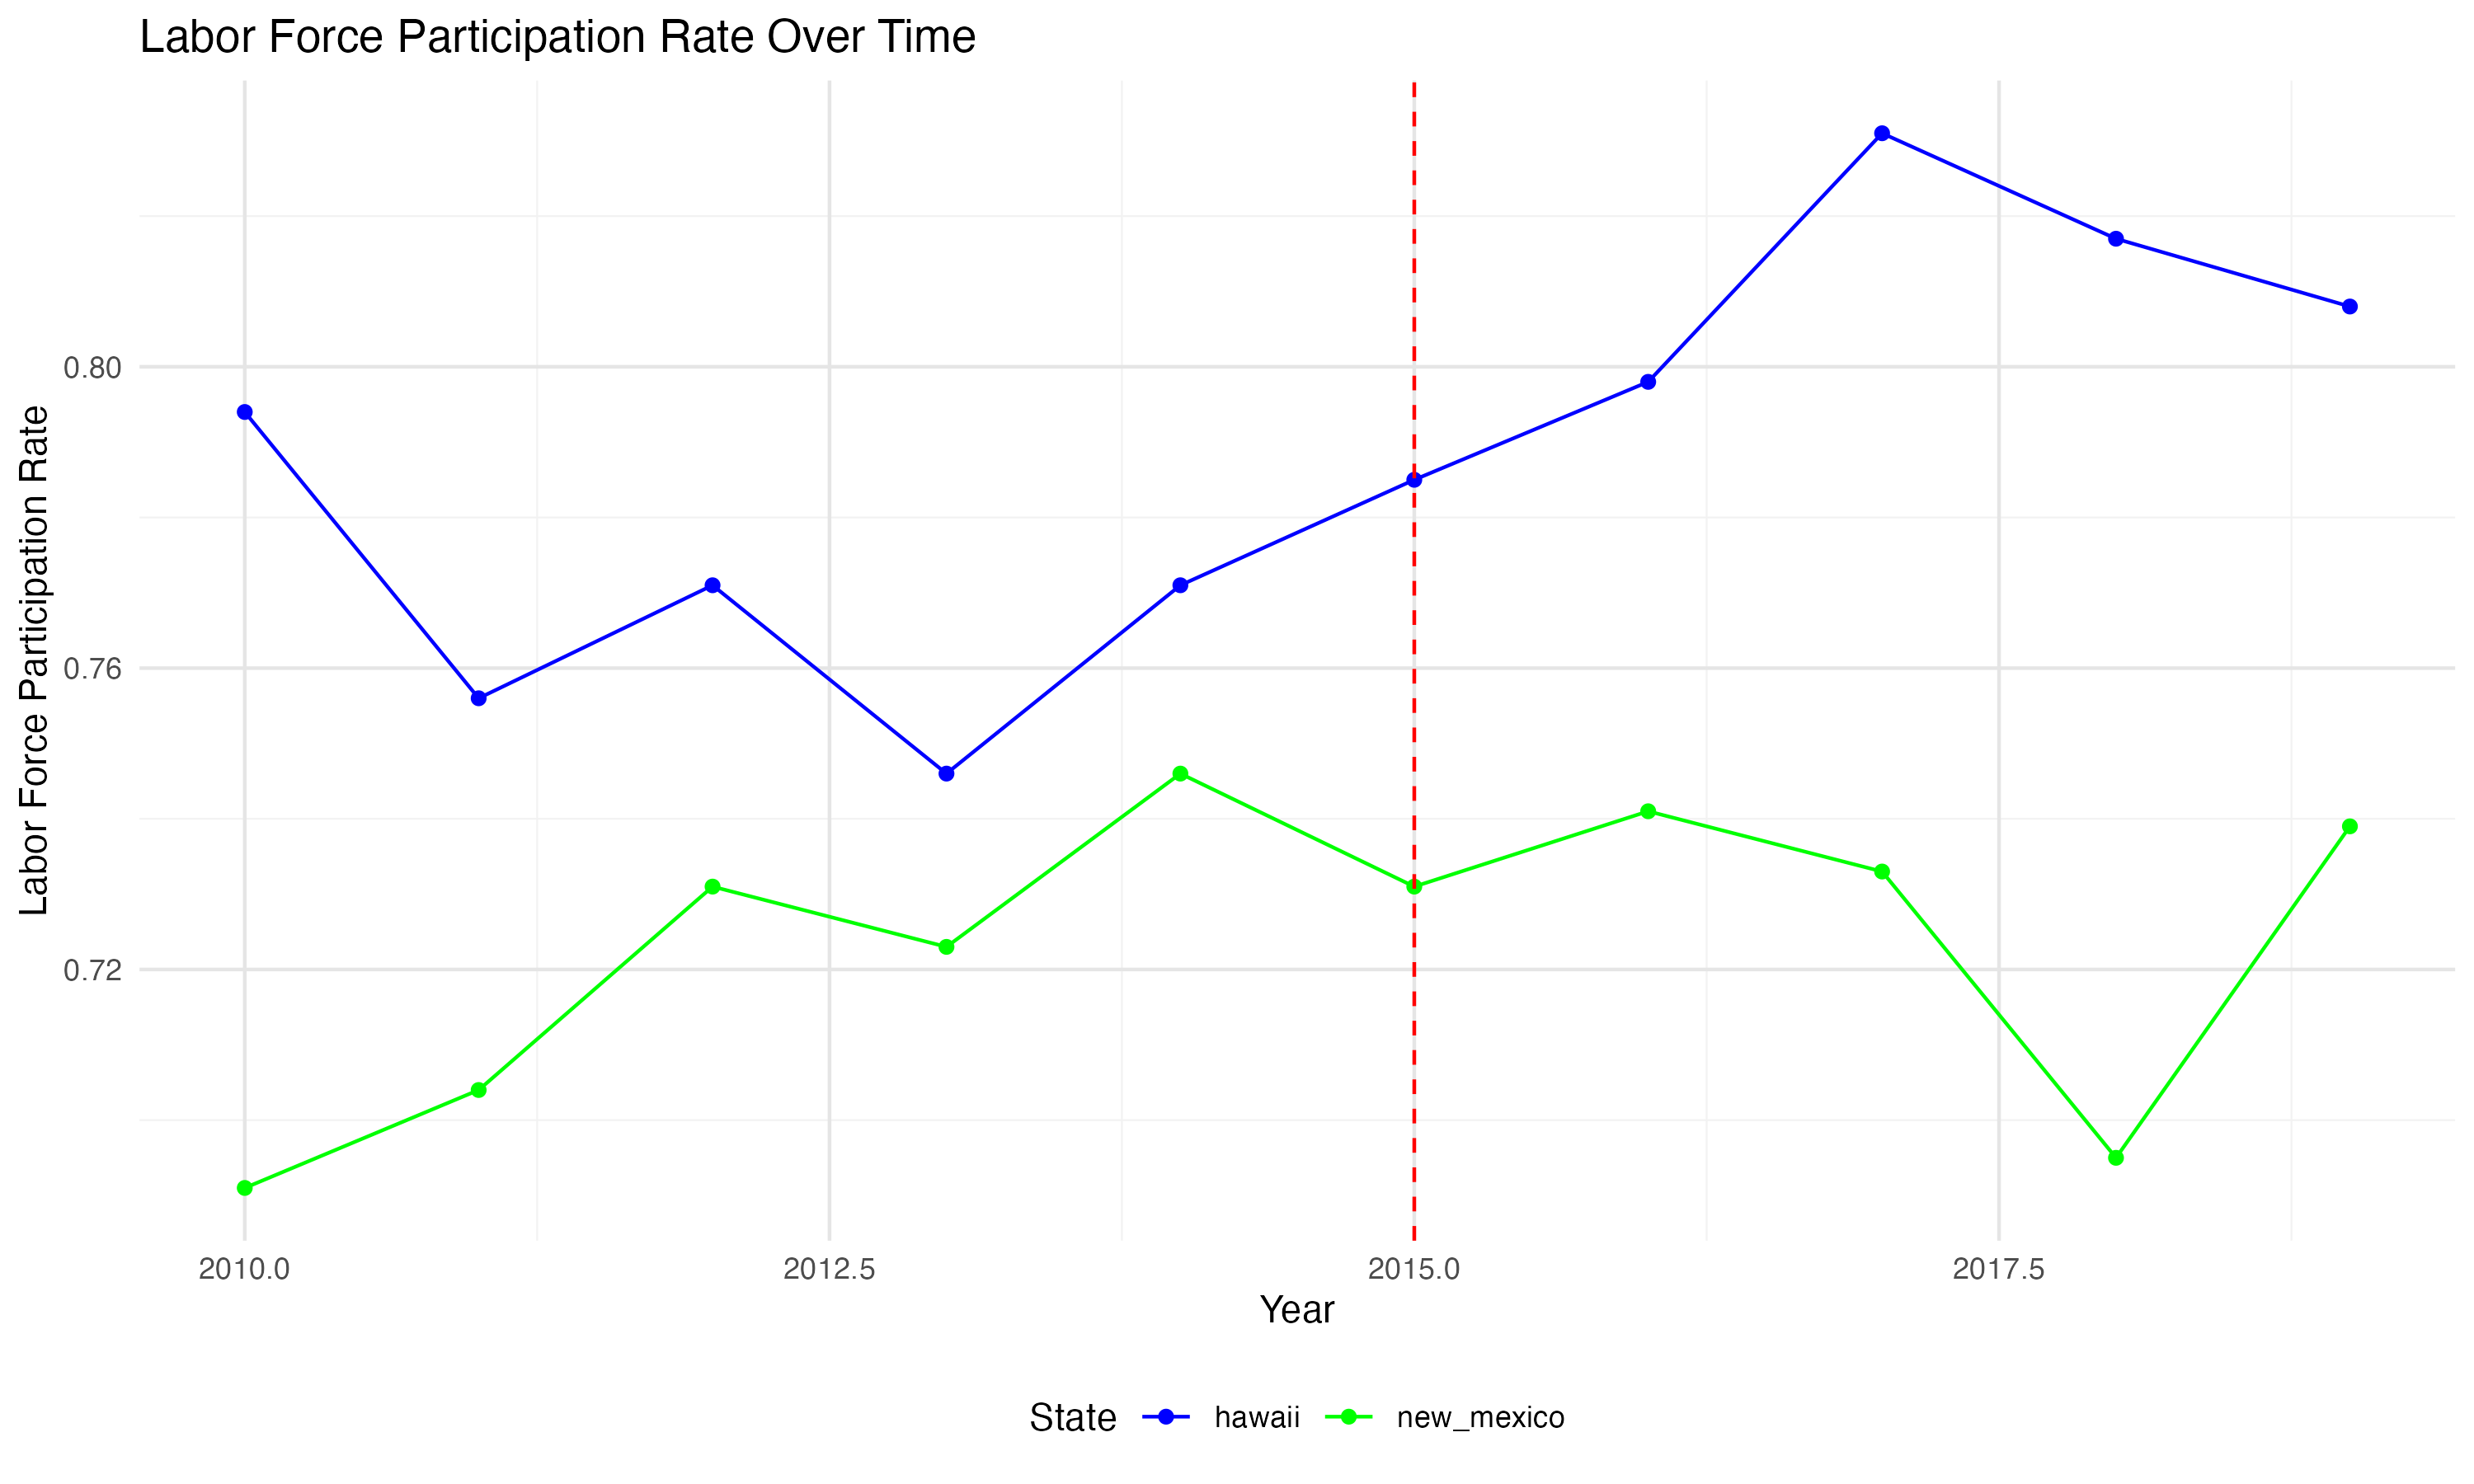 Labor Force Participation Rate Over Time
Labor Force Participation Rate
0.80
0.76
0.72
2010.0 2012.5 2015.0 2017.5
Year
State hawaii new_mexico